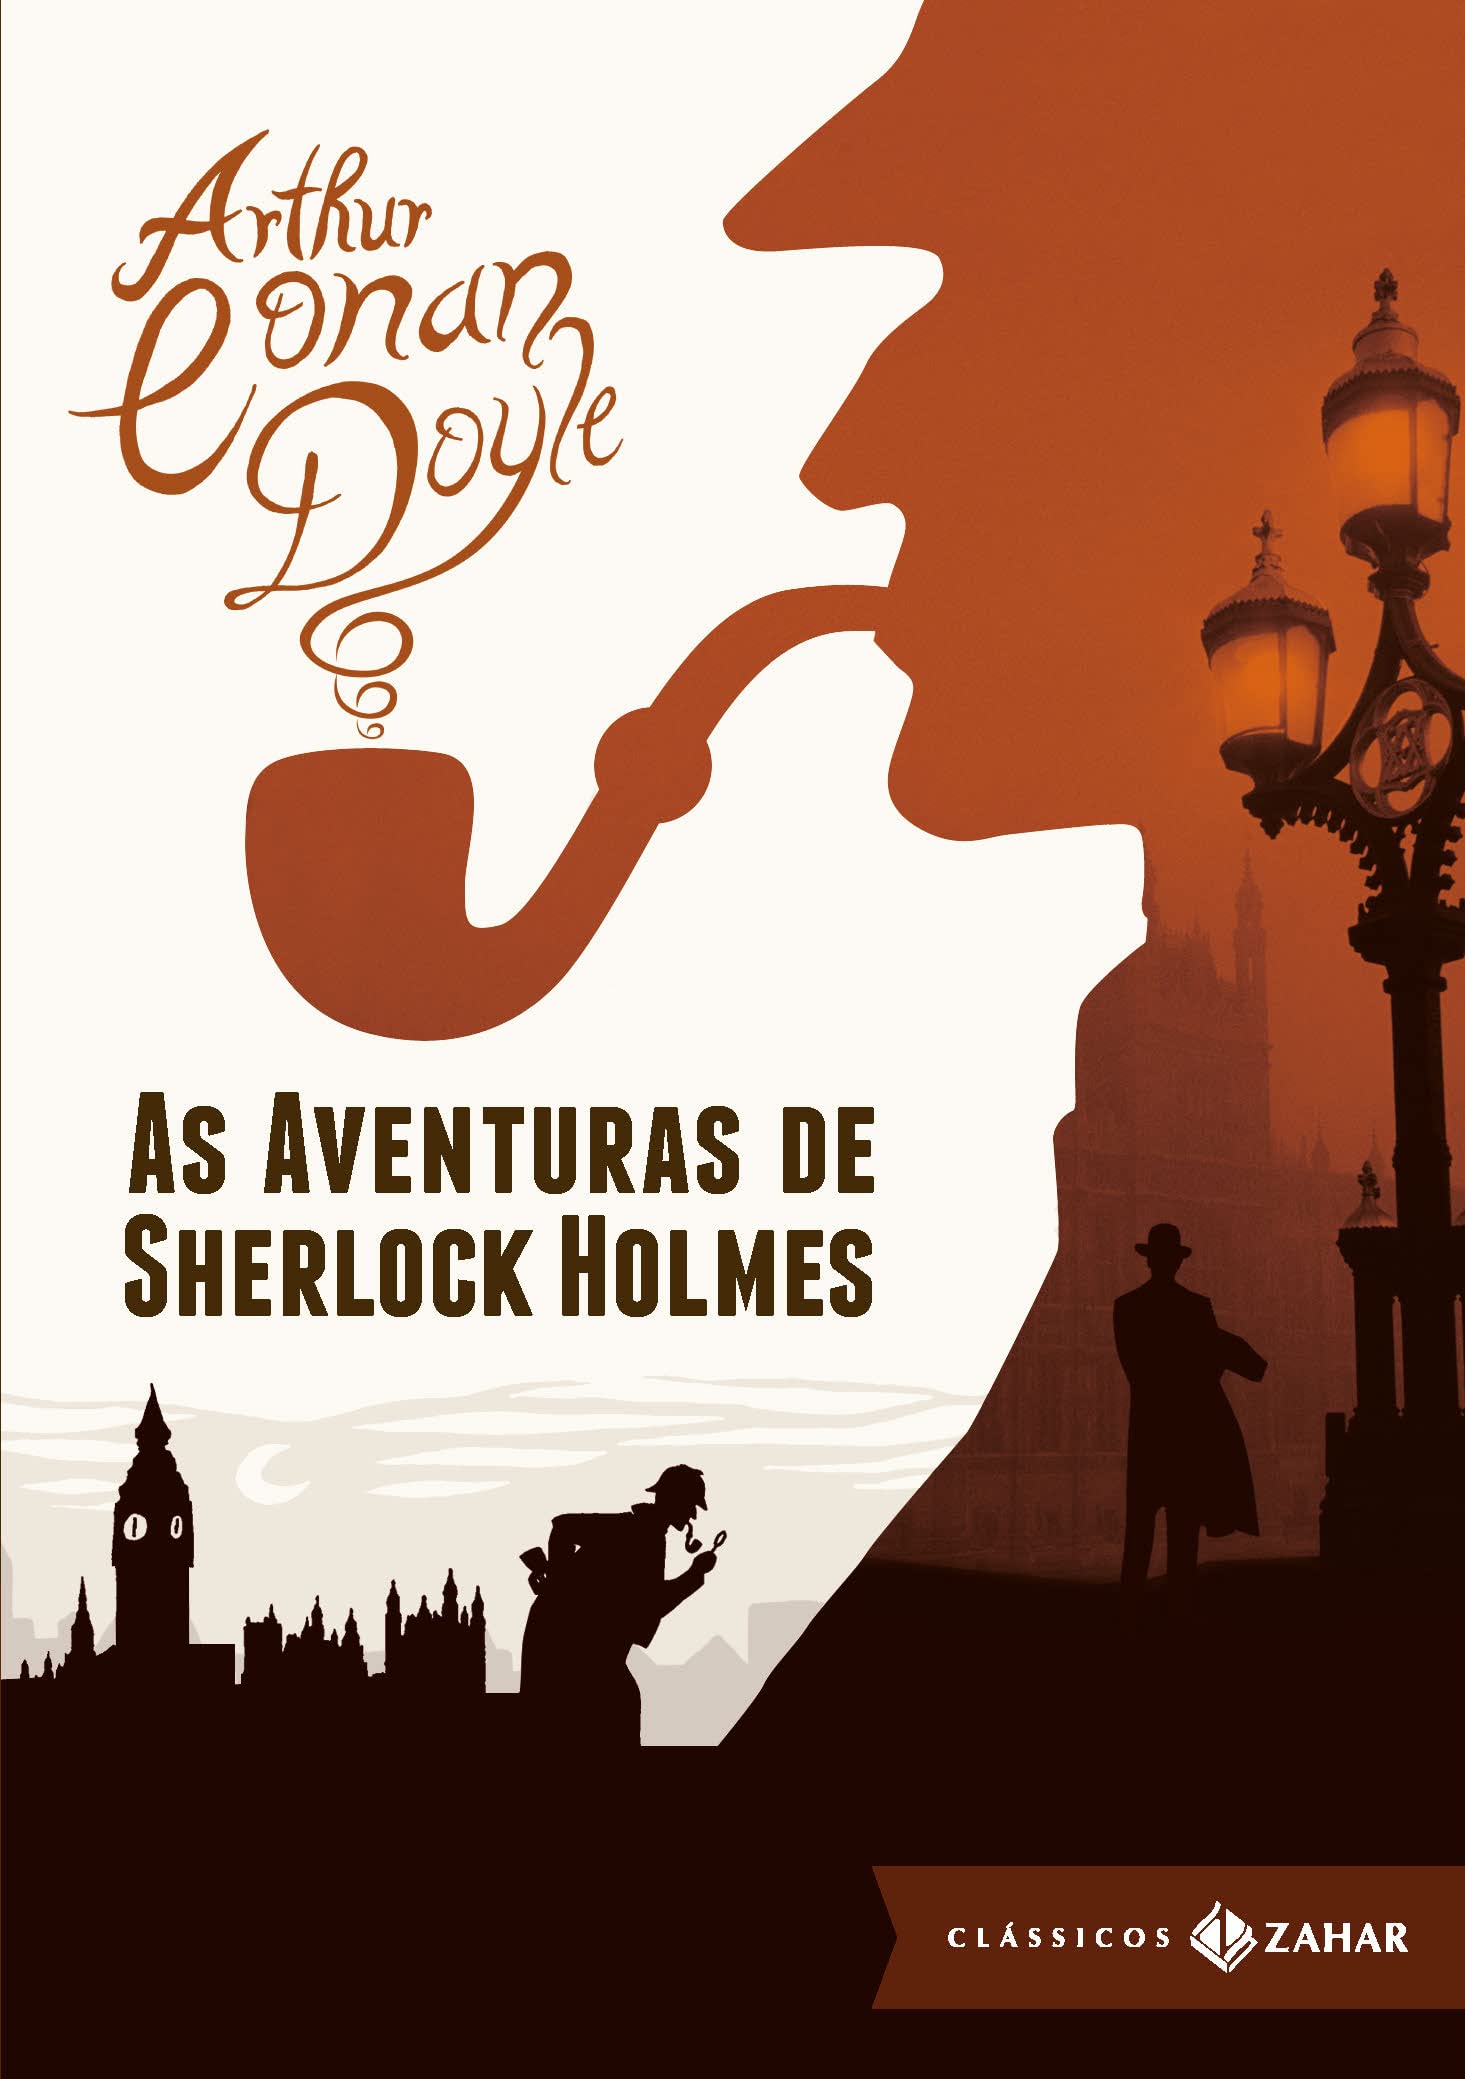 Arthur
Conan
Doyle
AS AVENTURAS DE
SHERLOCK HOLMES
CLÁSSICOS ZAHAR